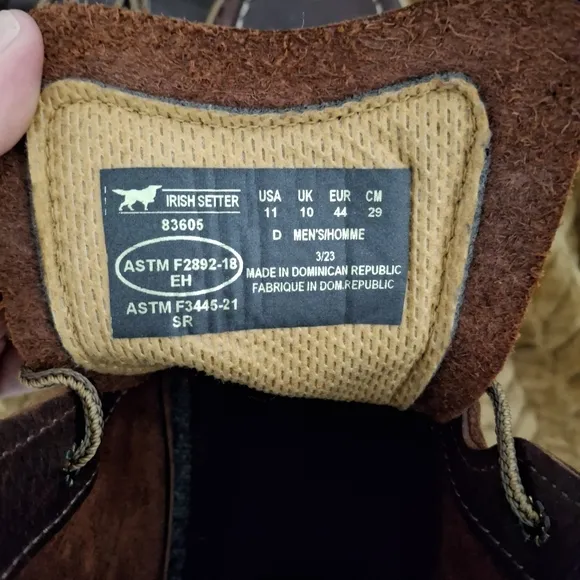 IRISH SETTER
83605
ASTM F2892-18
EH
ASTM F3445-21
SR
USA UK EUR CM
11 10 44 29
D MEN'S/HOMME
3/23
MADE IN DOMINICAN REPUBLIC
FABRIQUE IN DOM.REPUBLIC